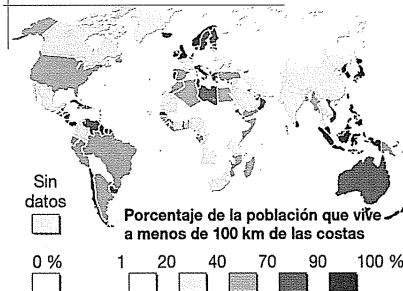 Sin
datos
Porcentaje de la población que vive
a menos de 100 km de las costas
0 % 1 20 40 70 90 100 %